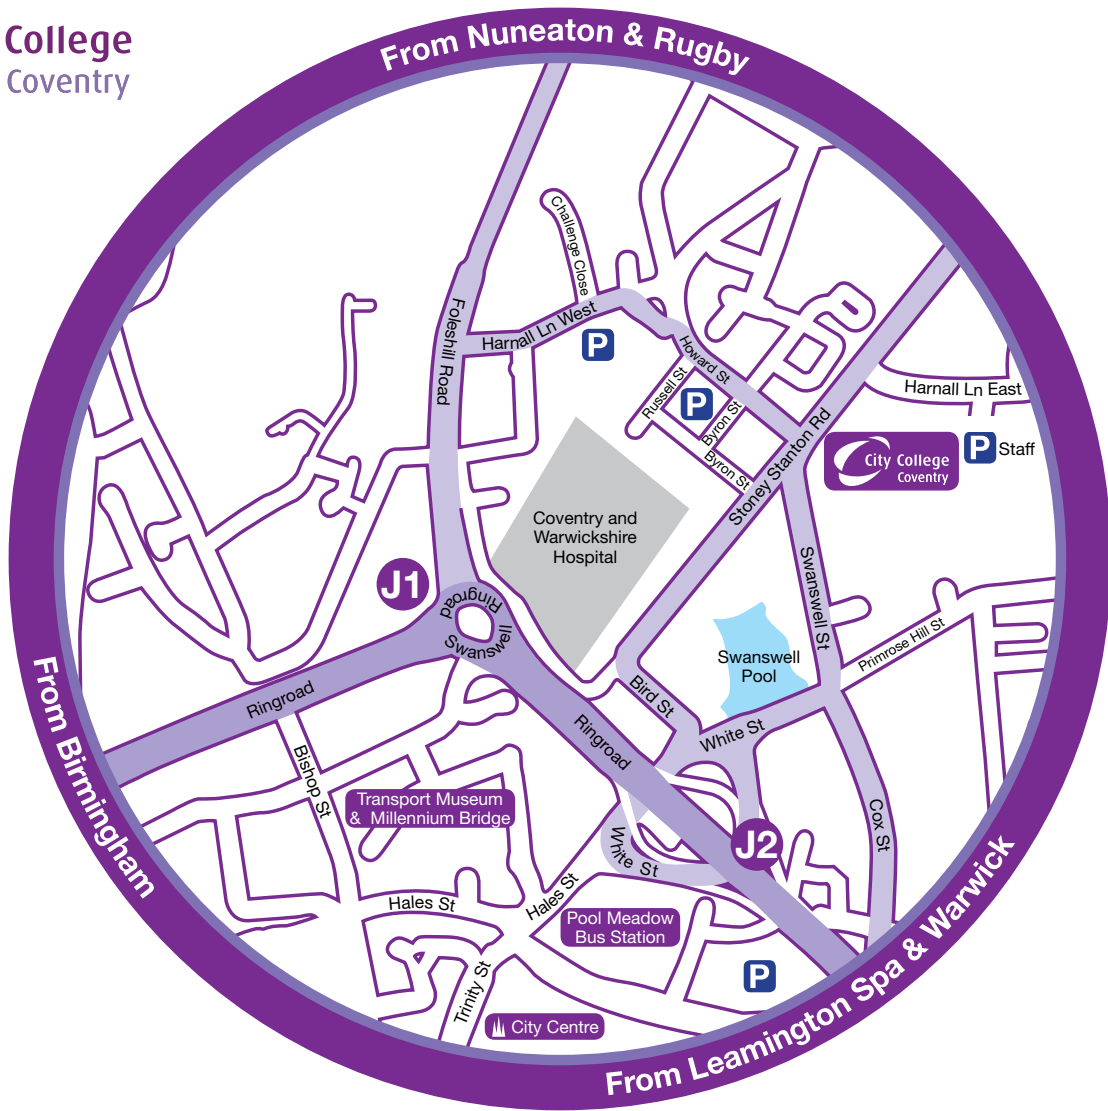 College
Coventry
From Nuneaton & Rugby
Challenge Close
Foleshill Road
Harnall Ln West
P
Howard St
Russell St
P
Byron St
Byron St
Harnall Ln East
Stoney Stanton Rd
City College
Coventry
P Staff
Coventry and
Warwickshire
Hospital
J1
Ringroad
Swanswell
Swanswell St
Primrose Hill St
Swanswell
Pool
Bird St
White St
Ringroad
Ringroad
Bishop St
Transport Museum
& Millennium Bridge
J2
Cox St
White St
Hales St
Hales St
Pool Meadow
Bus Station
P
Trinity St
City Centre
From Birmingham
From Leamington Spa & Warwick